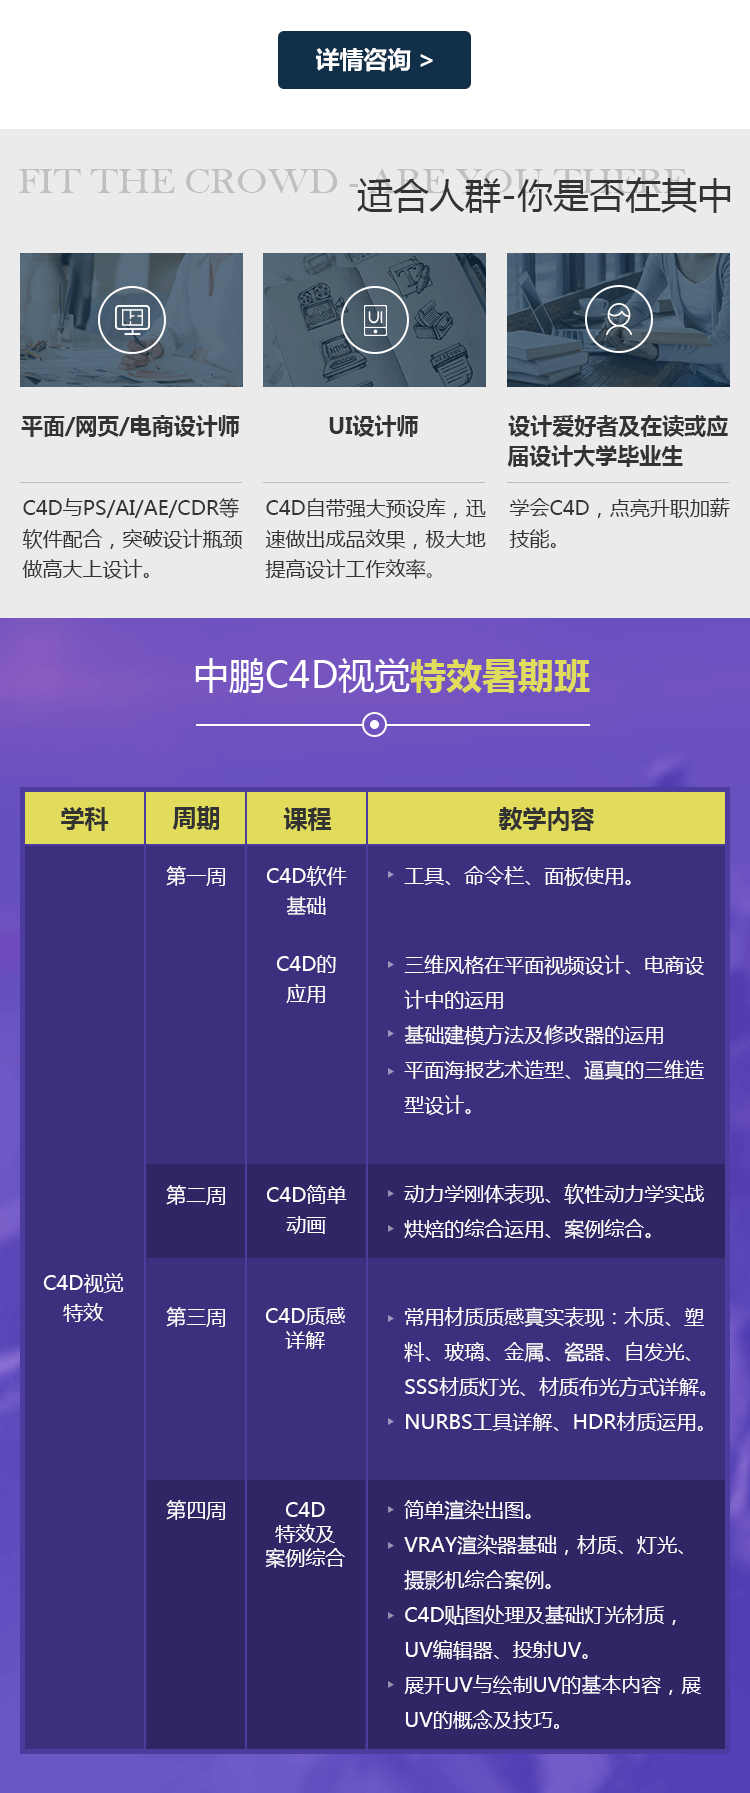 详情咨询 >
FIT THE CROWD - ARE YOU THERE
适合人群-你是否在其中
UI
平面/网页/电商设计师
C4D与PS/AI/AE/CDR等
软件配合，突破设计瓶颈
做高大上设计。
UI设计师
C4D自带强大预设库，迅
速做出成品效果，极大地
提高设计工作效率。
设计爱好者及在读或应
届设计大学毕业生
学会C4D，点亮升职加薪
技能。
中鹏C4D视觉特效暑期班
学科 周期 课程 教学内容
C4D视觉
特效
第一周
C4D软件
基础
工具、命令栏、面板使用。
C4D的
应用
三维风格在平面视频设计、电商设
计中的运用
基础建模方法及修改器的运用
平面海报艺术造型、逼真的三维造
型设计。
第二周
C4D简单
动画
动力学刚体表现、软性动力学实战
烘焙的综合运用、案例综合。
第三周
C4D质感
详解
常用材质质感真实表现：木质、塑
料、玻璃、金属、瓷器、自发光、
SSS材质灯光、材质布光方式详解。
NURBS工具详解、HDR材质运用。
第四周
C4D
特效及
案例综合
简单渲染出图。
VRAY渲染器基础，材质、灯光、
摄影机综合案例。
C4D贴图处理及基础灯光材质，
UV编辑器、投射UV。
展开UV与绘制UV的基本内容，展
UV的概念及技巧。